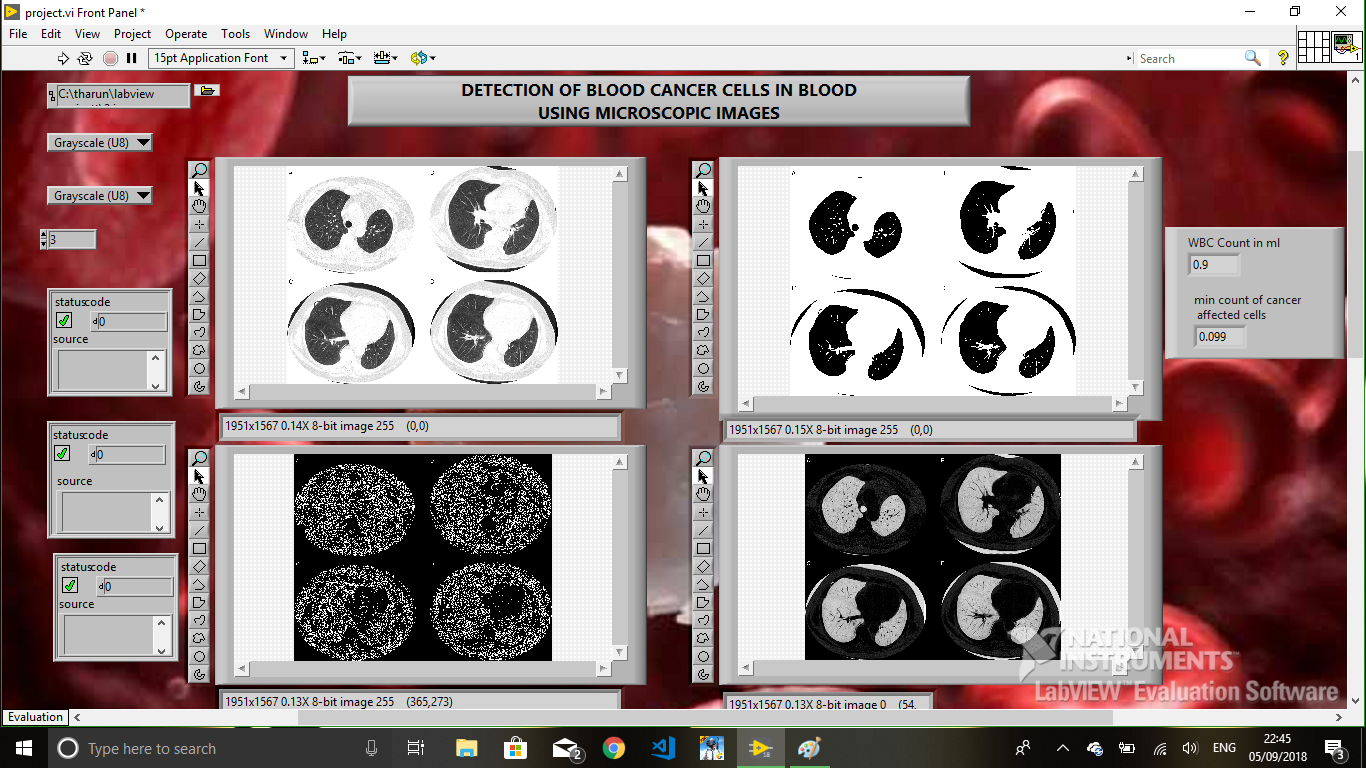 project.vi Front Panel *
File Edit View Project Operate Tools Window Help
15pt Application Font
Search
1
C:\tharun\labview
DETECTION OF BLOOD CANCER CELLS IN BLOOD
USING MICROSCOPIC IMAGES
Grayscale (U8)
Grayscale (U8)
3
status code
d 0
source
status code
d 0
source
status code
d 0
source
1951x1567 0.14X 8-bit image 255 (0,0)
1951x1567 0.15X 8-bit image 255 (0,0)
1951x1567 0.13X 8-bit image 255 (365,273)
1951x1567 0.13X 8-bit image 0 (54,
WBC Count in ml
0.9
min count of cancer
affected cells
0.099
NATIONAL
INSTRUMENTS™
LabVIEW™ Evaluation Software
Evaluation
Type here to search
2
ENG
22:45
05/09/2018
3